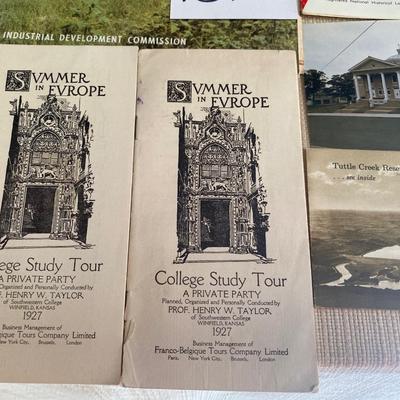 INDUSTRIAL DEVELOPMENT COMMISSION
SVMMER
IN EVROPE
ege Study Tour
A PRIVATE PARTY
Organized and Personally Conducted by
F. HENRY W. TAYLOR
of Southwestern College
WINFIELD, KANSAS
1927
Business Management of
o-Belgique Tours Company Limited
New York City, Brussels, London
SVMMER
IN EVROPE
College Study Tour
A PRIVATE PARTY
Planned, Organized and Personally Conducted by
PROF. HENRY W. TAYLOR
of Southwestern College
WINFIELD, KANSAS
1927
Business Management of
Franco-Belgique Tours Company Limited
Paris, New York City, Brussels, London
National Historical
Tuttle Creek Rese
... see inside